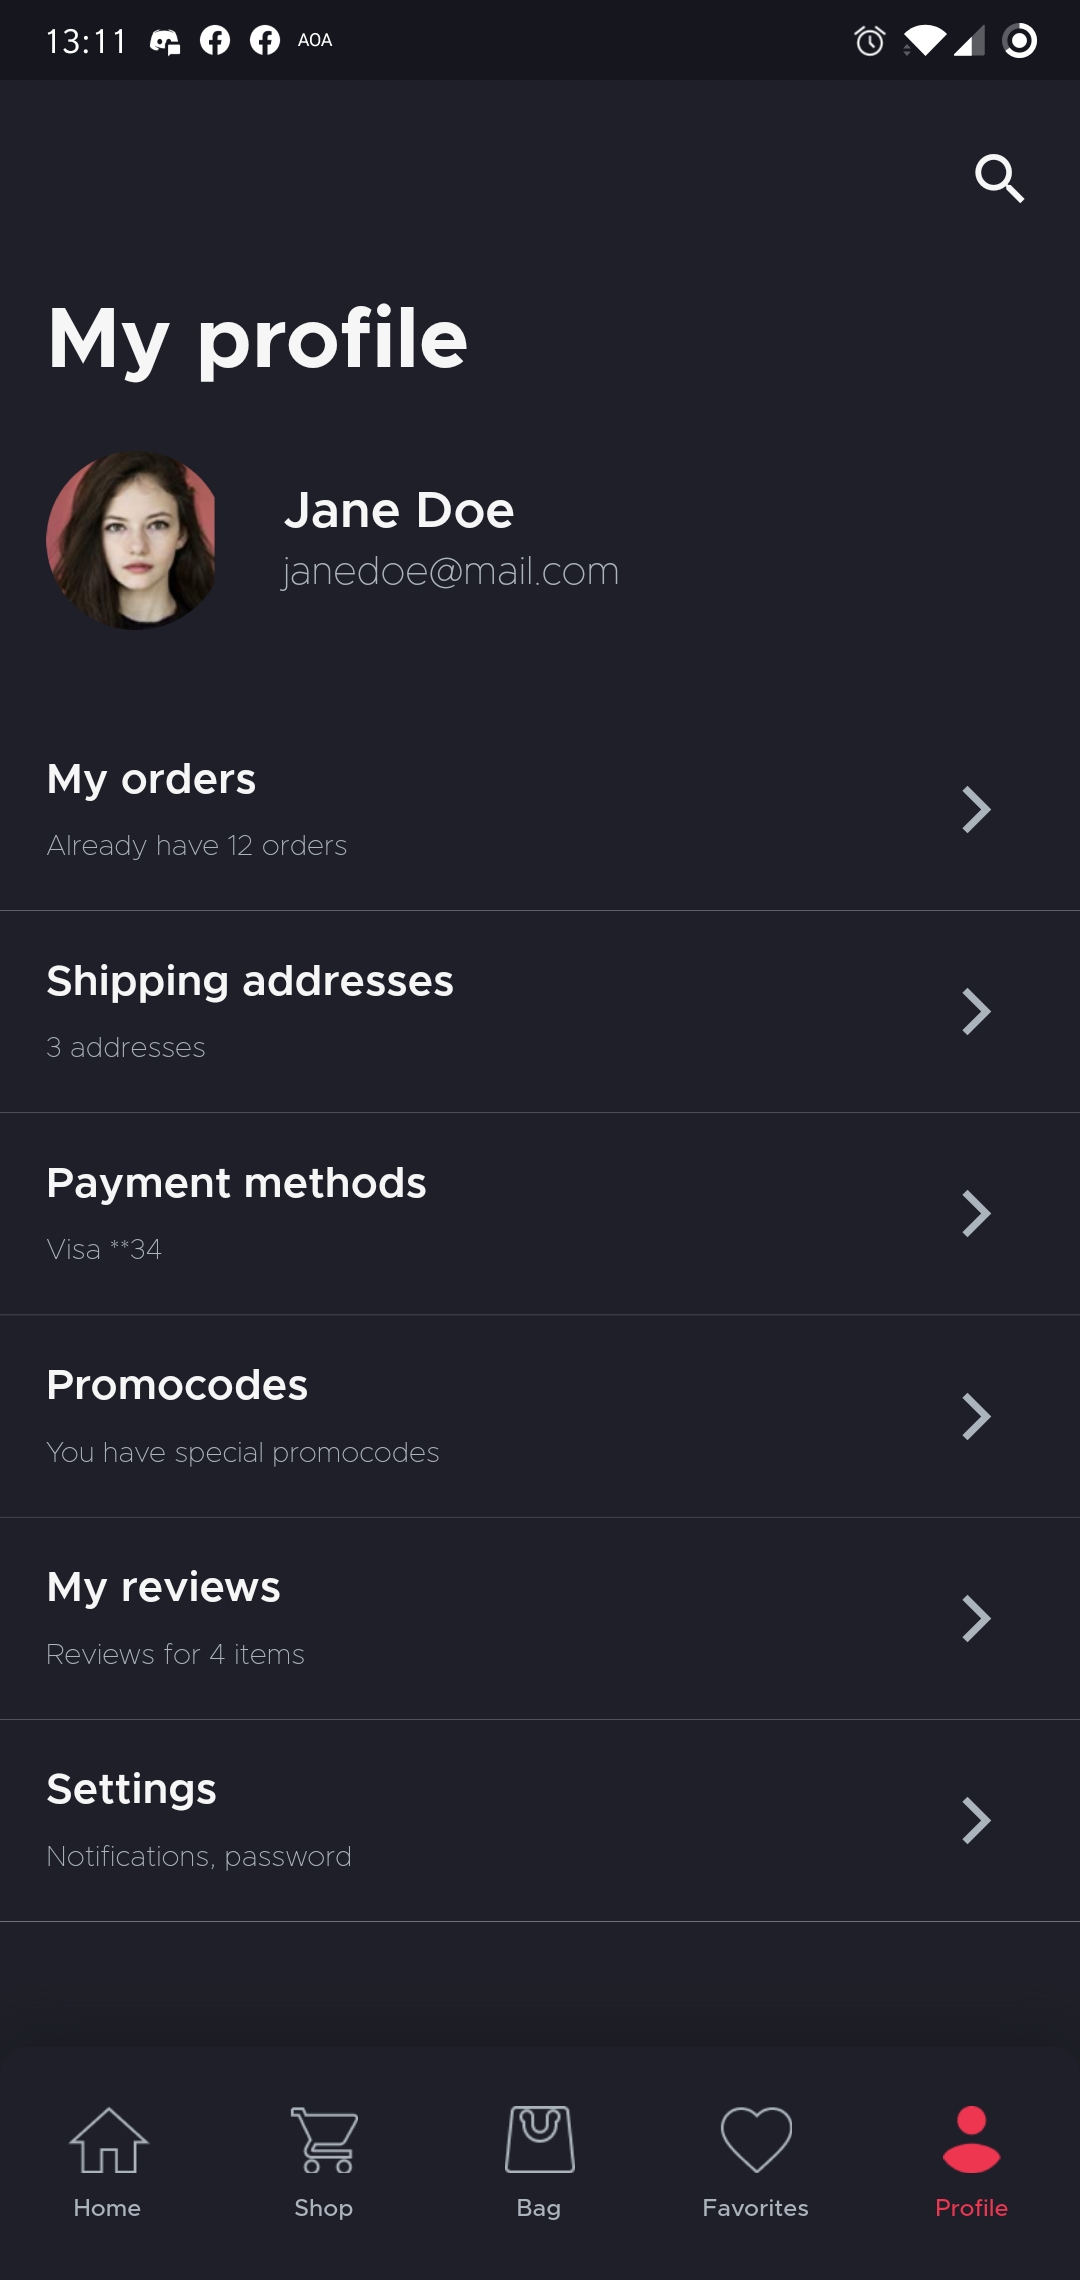 13:11 AOA
My profile
Jane Doe
janedoe@mail.com
My orders
Already have 12 orders
Shipping addresses
3 addresses
Payment methods
Visa **34
Promocodes
You have special promocodes
My reviews
Reviews for 4 items
Settings
Notifications, password
Home Shop Bag Favorites Profile